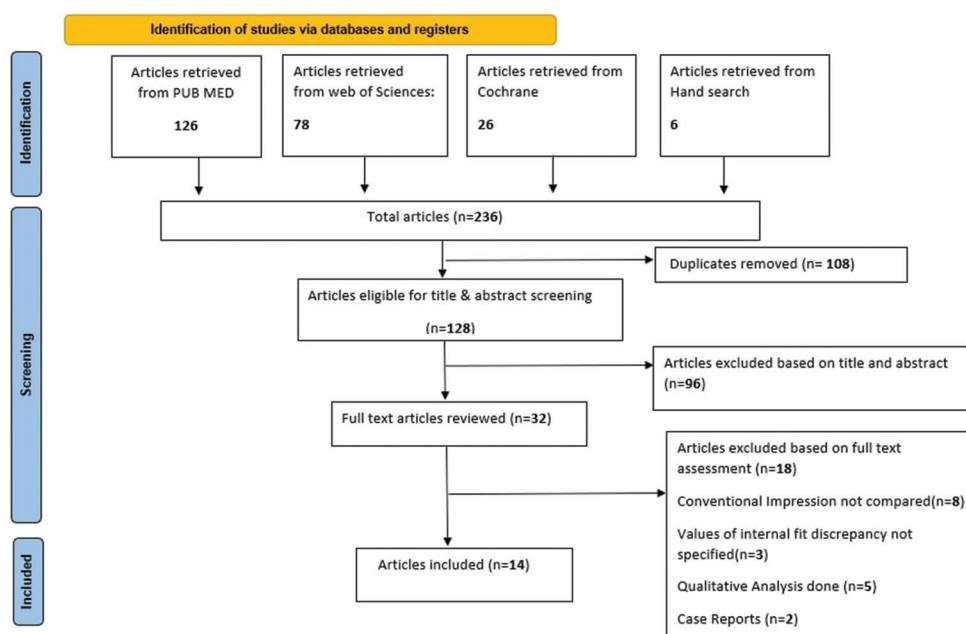 Identification of studies via databases and registers
Identification
Articles retrieved
from PUB MED
126
Articles retrieved
from web of Sciences:
78
Articles retrieved from
Cochrane
26
Articles retrieved from
Hand search
6
Screening
Total articles (n=236)
Duplicates removed (n= 108)
Articles eligible for title & abstract screening
(n=128)
Articles excluded based on title and abstract
(n=96)
Full text articles reviewed (n=32)
Articles excluded based on full text
assessment (n=18)
Conventional Impression not compared(n=8)
Values of internal fit discrepancy not
specified(n=3)
Qualitative Analysis done (n=5)
Case Reports (n=2)
Included
Articles included (n=14)